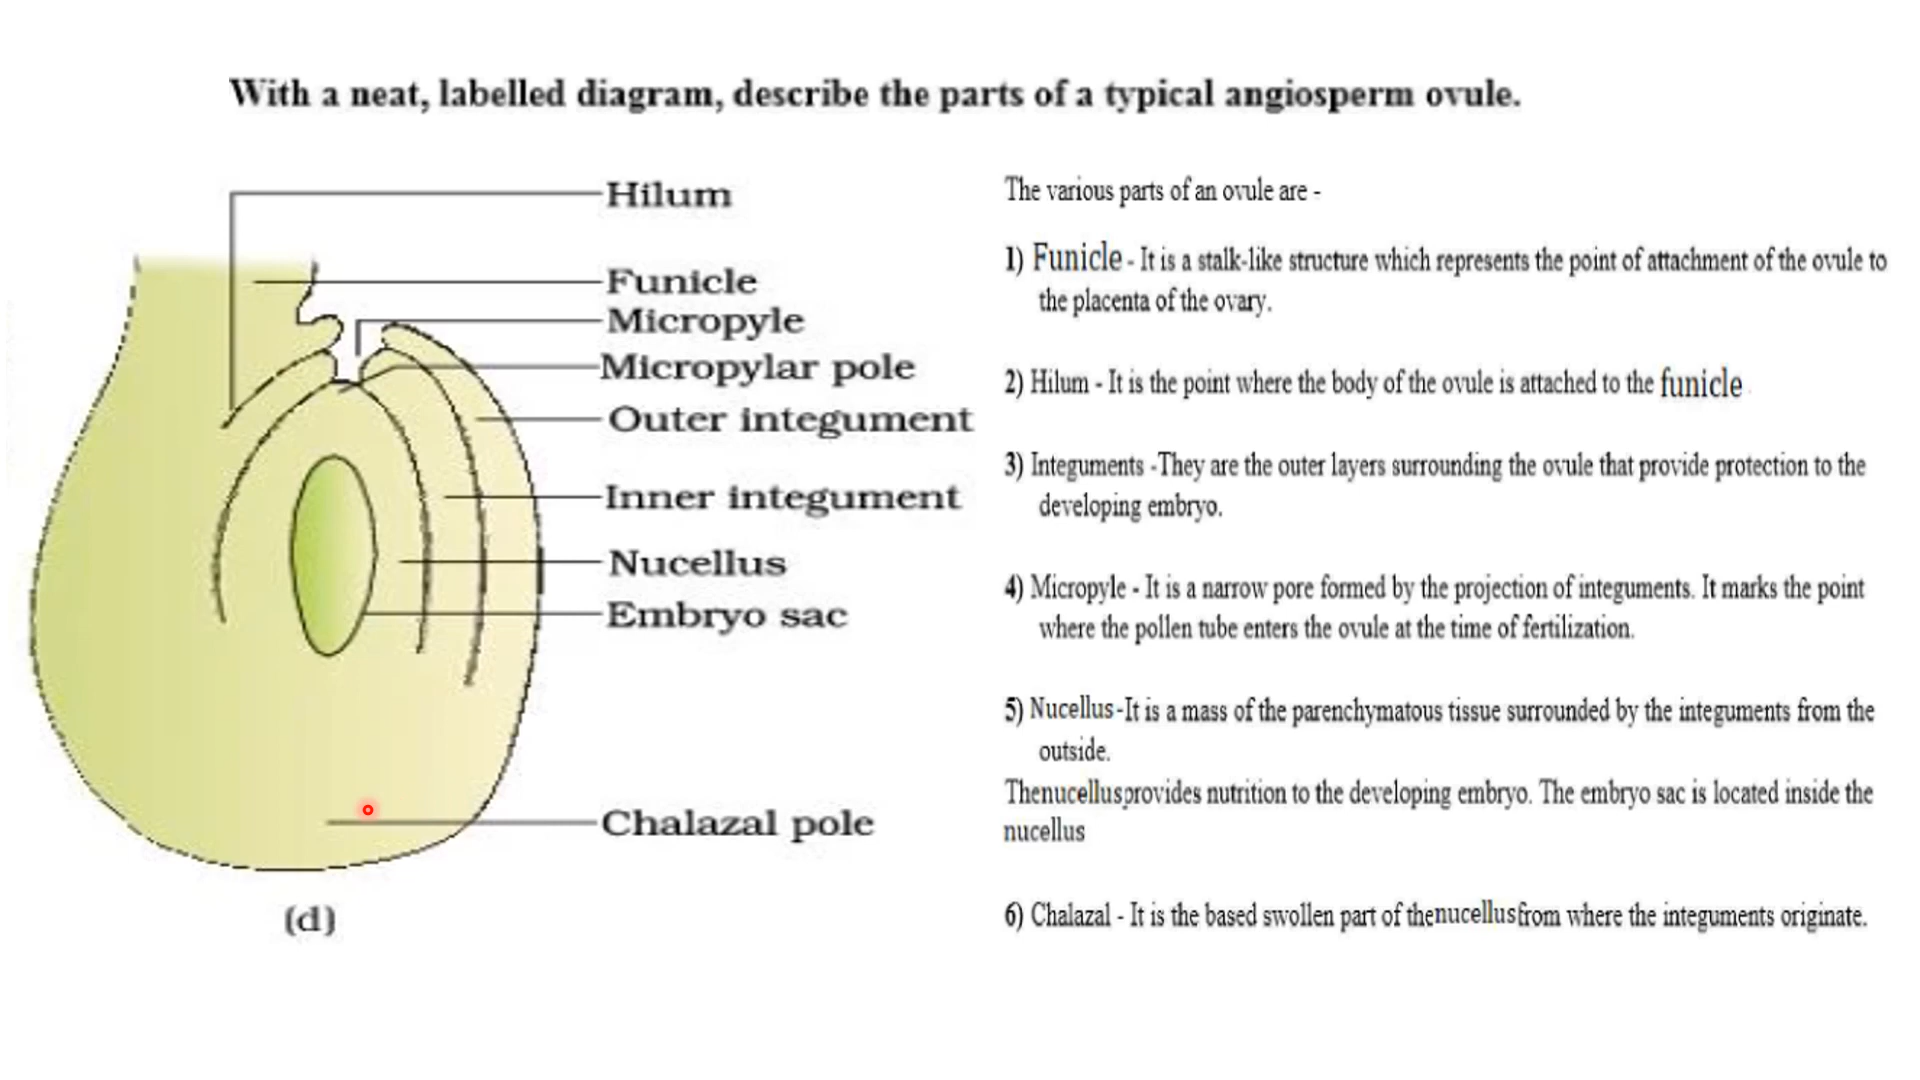 With a neat, labelled diagram, describe the parts of a typical angiosperm ovule.
Hilum
Funicle
Micropyle
Micropylar pole
Outer integument
Inner integument
Nucellus
Embryo sac
Chalazal pole
(d)
The various parts of an ovule are -
1) Funicle - It is a stalk-like structure which represents the point of attachment of the ovule to
the placenta of the ovary.
2) Hilum - It is the point where the body of the ovule is attached to the funicle
3) Integuments -They are the outer layers surrounding the ovule that provide protection to the
developing embryo.
4) Micropyle - It is a narrow pore formed by the projection of integuments. It marks the point
where the pollen tube enters the ovule at the time of fertilization.
5) Nucellus-It is a mass of the parenchymatous tissue surrounded by the integuments from the
outside.
Thenucellusprovides nutrition to the developing embryo. The embryo sac is located inside the
nucellus
6) Chalazal - It is the based swollen part of thenucellusfrom where the integuments originate.